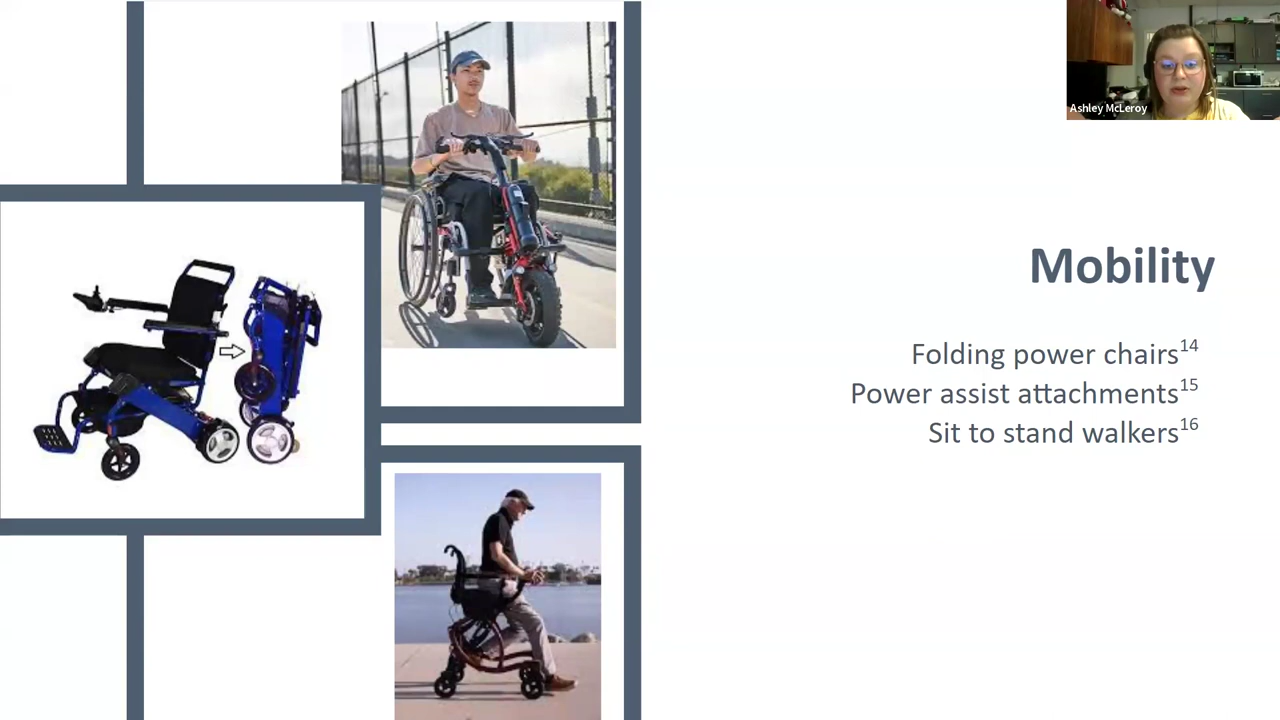 Ashley McLeroy
Mobility
Folding power chairs14
Power assist attachments15
Sit to stand walkers16